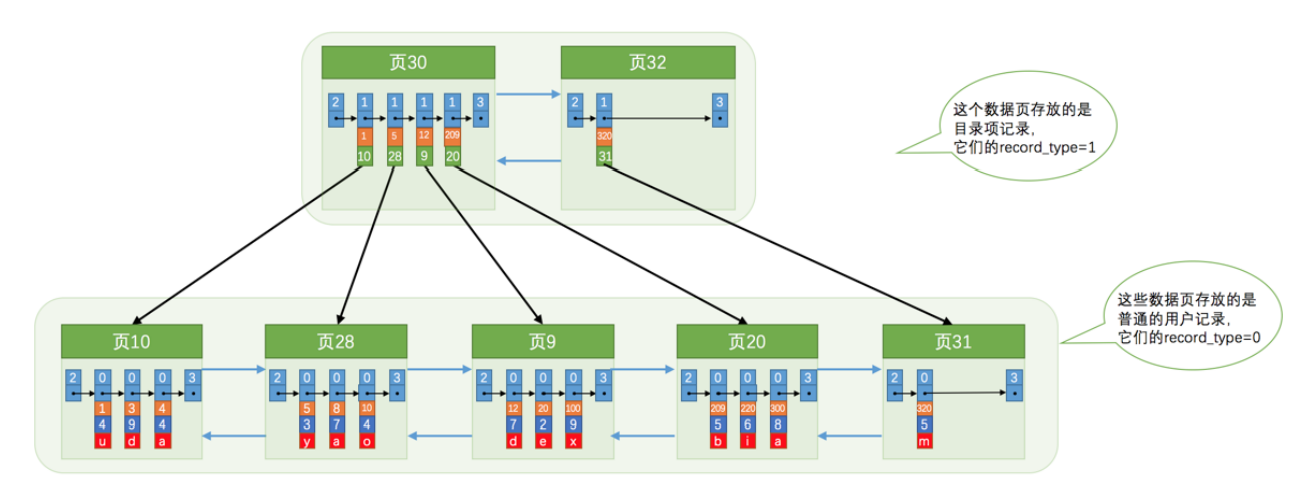 页30
页32
2 1 1 1 1 3
2 1 3
1 5 12 209
320
10 28 9 20
31
这个数据页存放的是
目录项记录,
它们的record_type=1
这些数据页存放的是
普通的用户记录,
它们的record_type=0
页10
页28
页9
页20
页31
2 0 0 0 3
2 0 0 0 3
2 0 0 0 3
2 0 0 0 3
2 0 3
1 3 4
5 8 10
12 20 100
209 220 300
320
4 9 4
3 7 4
7 2 9
5 6 8
5
u d a
y a o
d e x
b i a
m